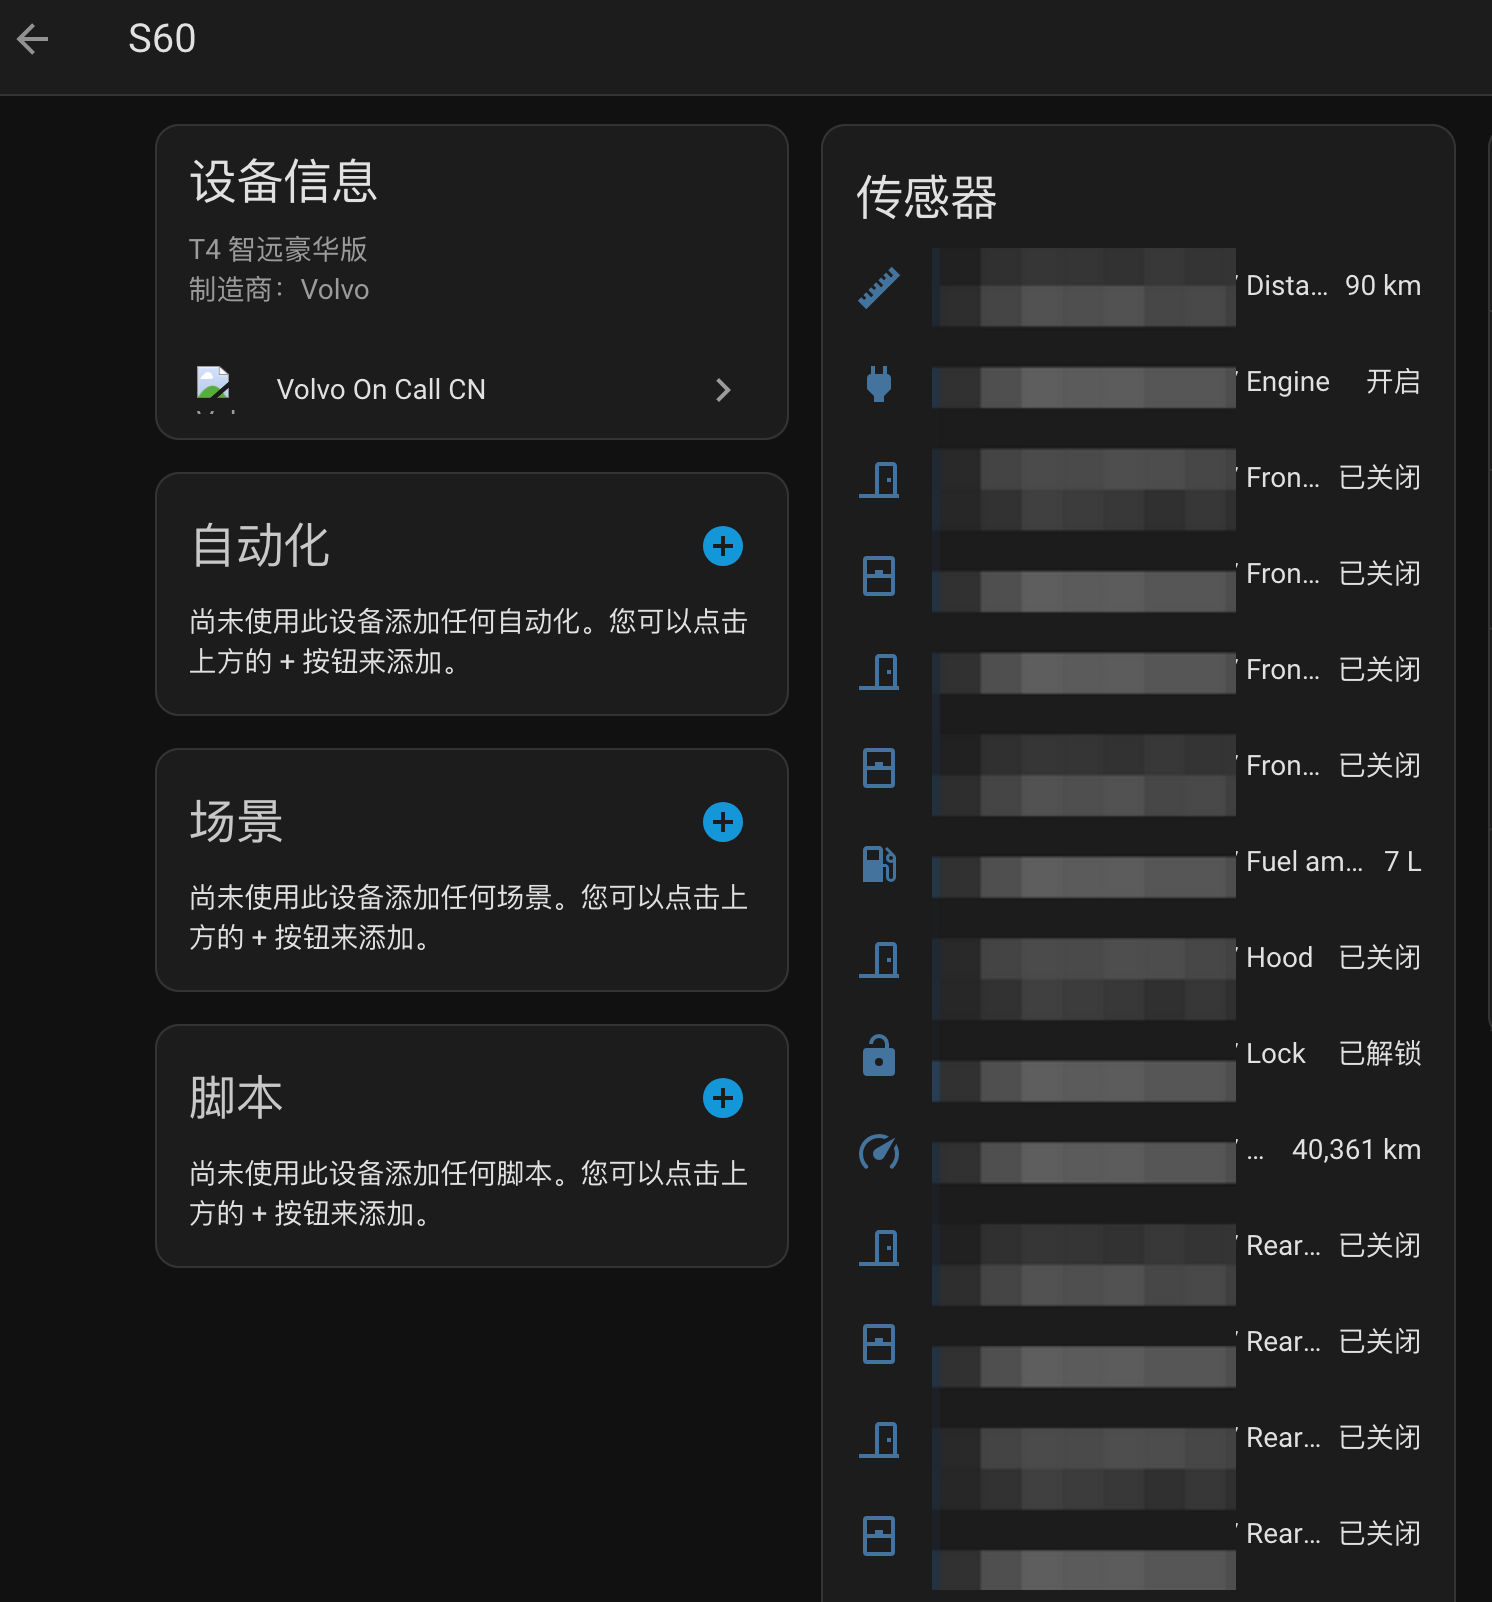 S60
设备信息
T4 智远豪华版
制造商：Volvo
Volvo On Call CN
自动化
尚未使用此设备添加任何自动化。您可以点击
上方的 + 按钮来添加。
场景
尚未使用此设备添加任何场景。您可以点击上
方的 + 按钮来添加。
脚本
尚未使用此设备添加任何脚本。您可以点击上
方的 + 按钮来添加。
传感器
Dista... 90 km
Engine 开启
Fron... 已关闭
Fron... 已关闭
Fron... 已关闭
Fron... 已关闭
Fuel am... 7 L
Hood 已关闭
Lock 已解锁
... 40,361 km
Rear... 已关闭
Rear... 已关闭
Rear... 已关闭
Rear... 已关闭